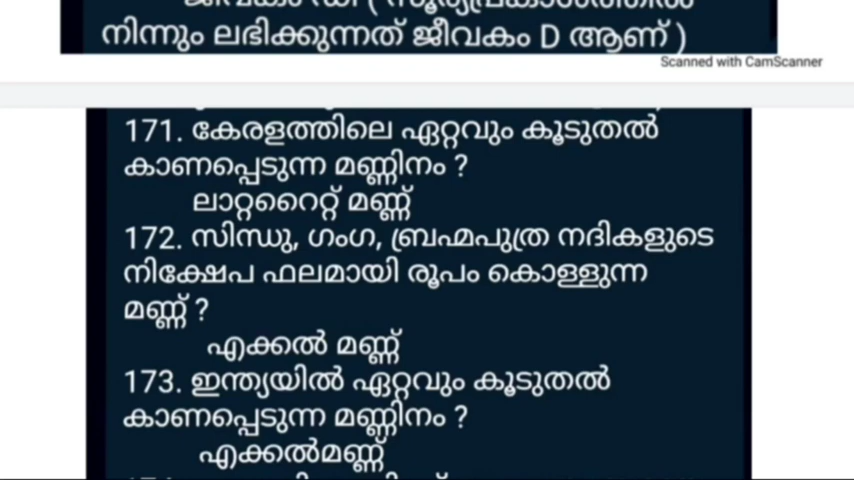 നിന്നും ലഭിക്കുന്നത് ജീവകം D ആണ് )
Scanned with CamScanner
171. കേരളത്തിലെ ഏറ്റവും കൂടുതൽ
കാണപ്പെടുന്ന മണ്ണിനം ?
ലാറ്ററൈറ്റ് മണ്ണ്
172. സിന്ധു, ഗംഗ, ബ്രഹ്മപുത്ര നദികളുടെ
നിക്ഷേപ ഫലമായി രൂപം കൊള്ളുന്ന
മണ്ണ് ?
എക്കൽ മണ്ണ്
173. ഇന്ത്യയിൽ ഏറ്റവും കൂടുതൽ
കാണപ്പെടുന്ന മണ്ണിനം ?
എക്കൽമണ്ണ്